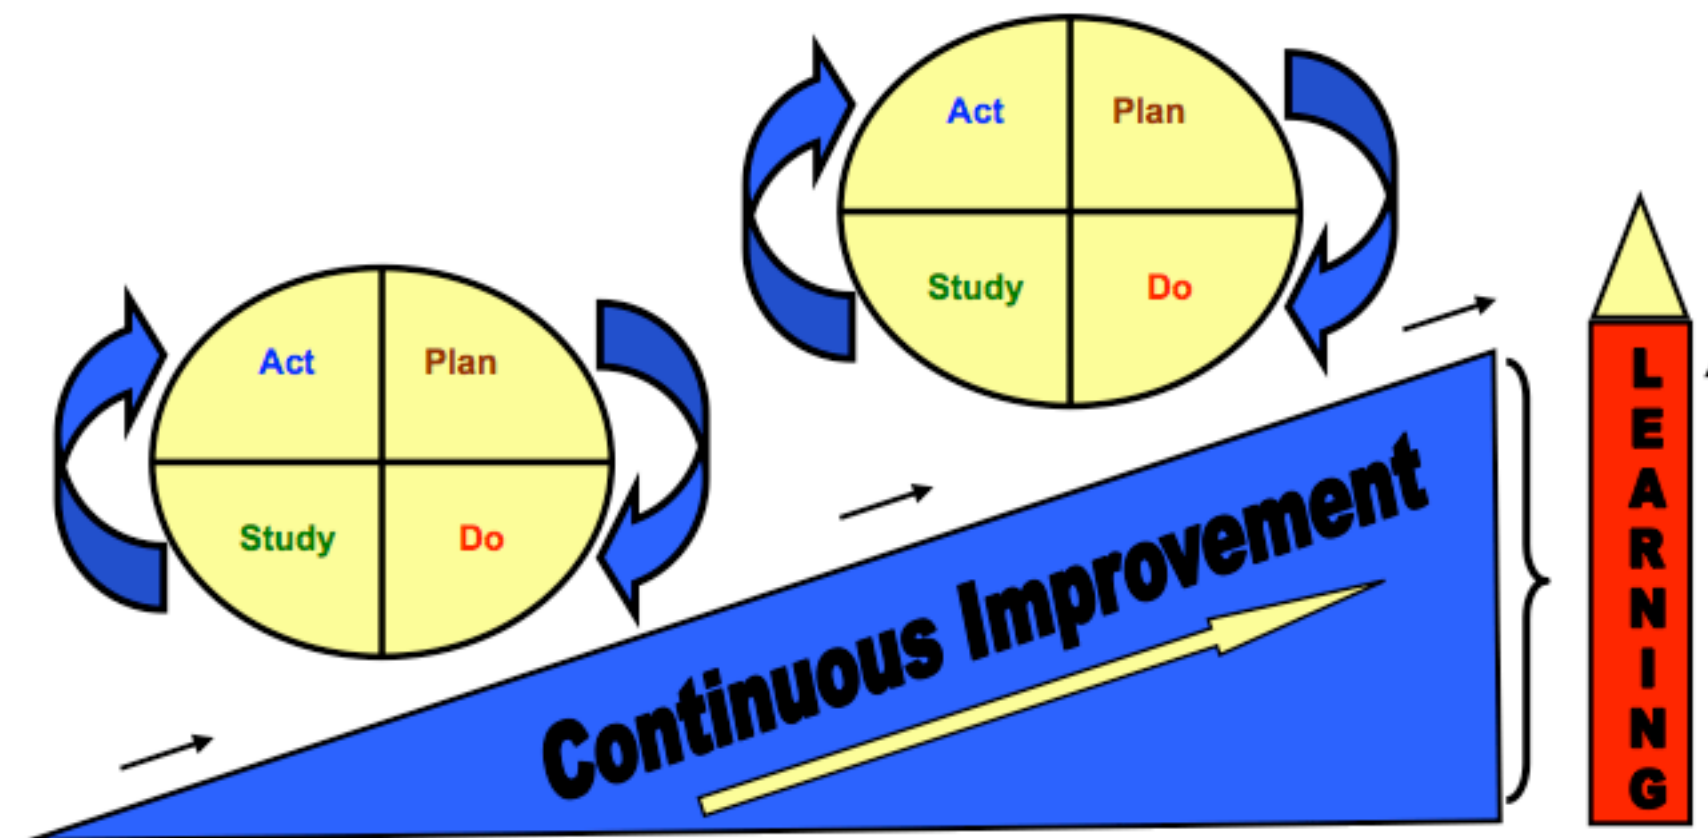 Act Plan
Study Do
Act Plan
Study Do
Continuous Improvement
LEARNING